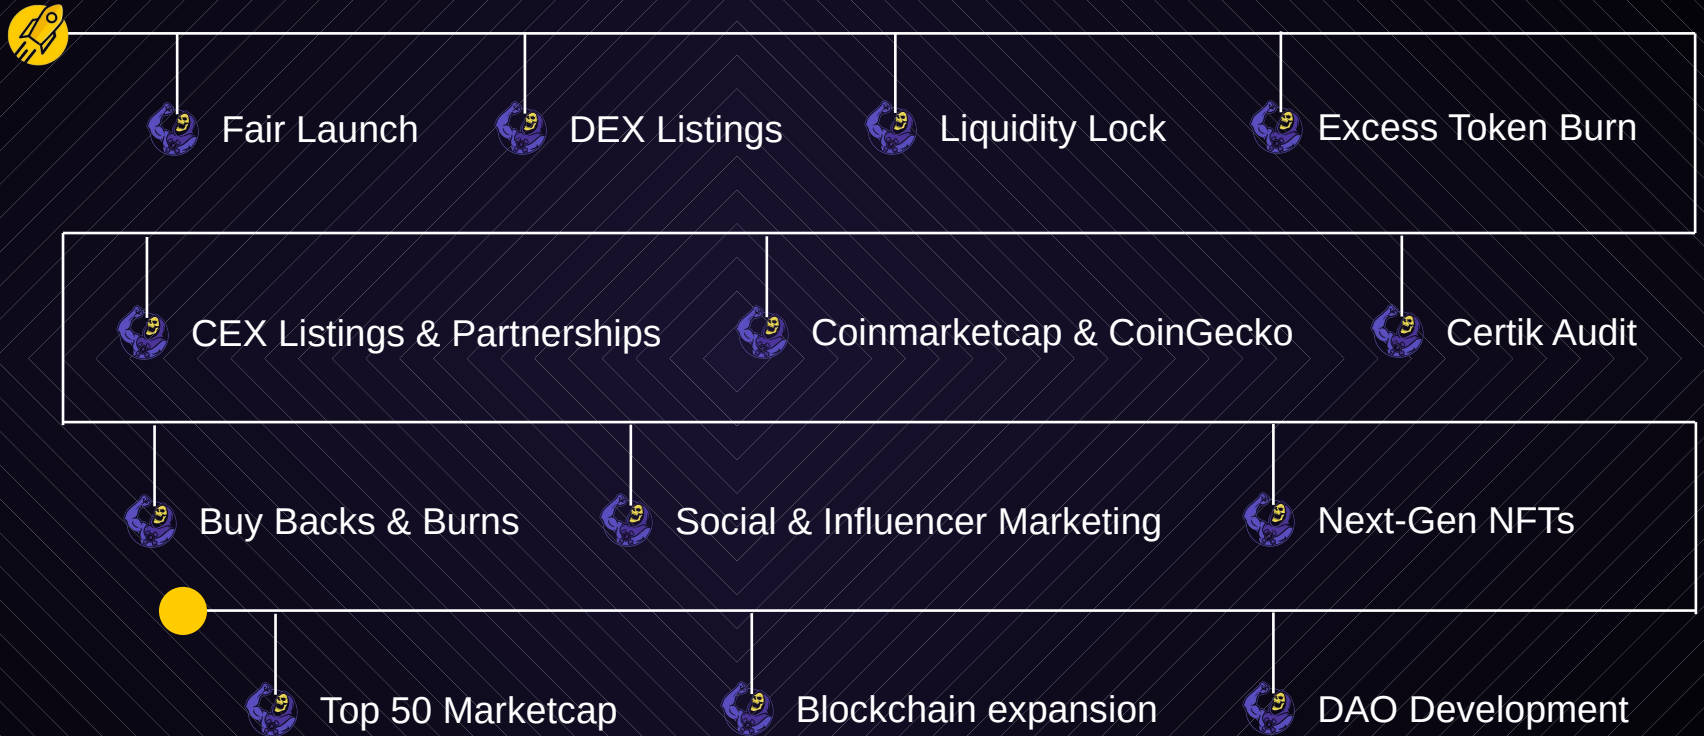 Fair Launch
DEX Listings
Liquidity Lock
Excess Token Burn
CEX Listings & Partnerships
Coinmarketcap & CoinGecko
Certik Audit
Buy Backs & Burns
Social & Influencer Marketing
Next-Gen NFTs
Top 50 Marketcap
Blockchain expansion
DAO Development